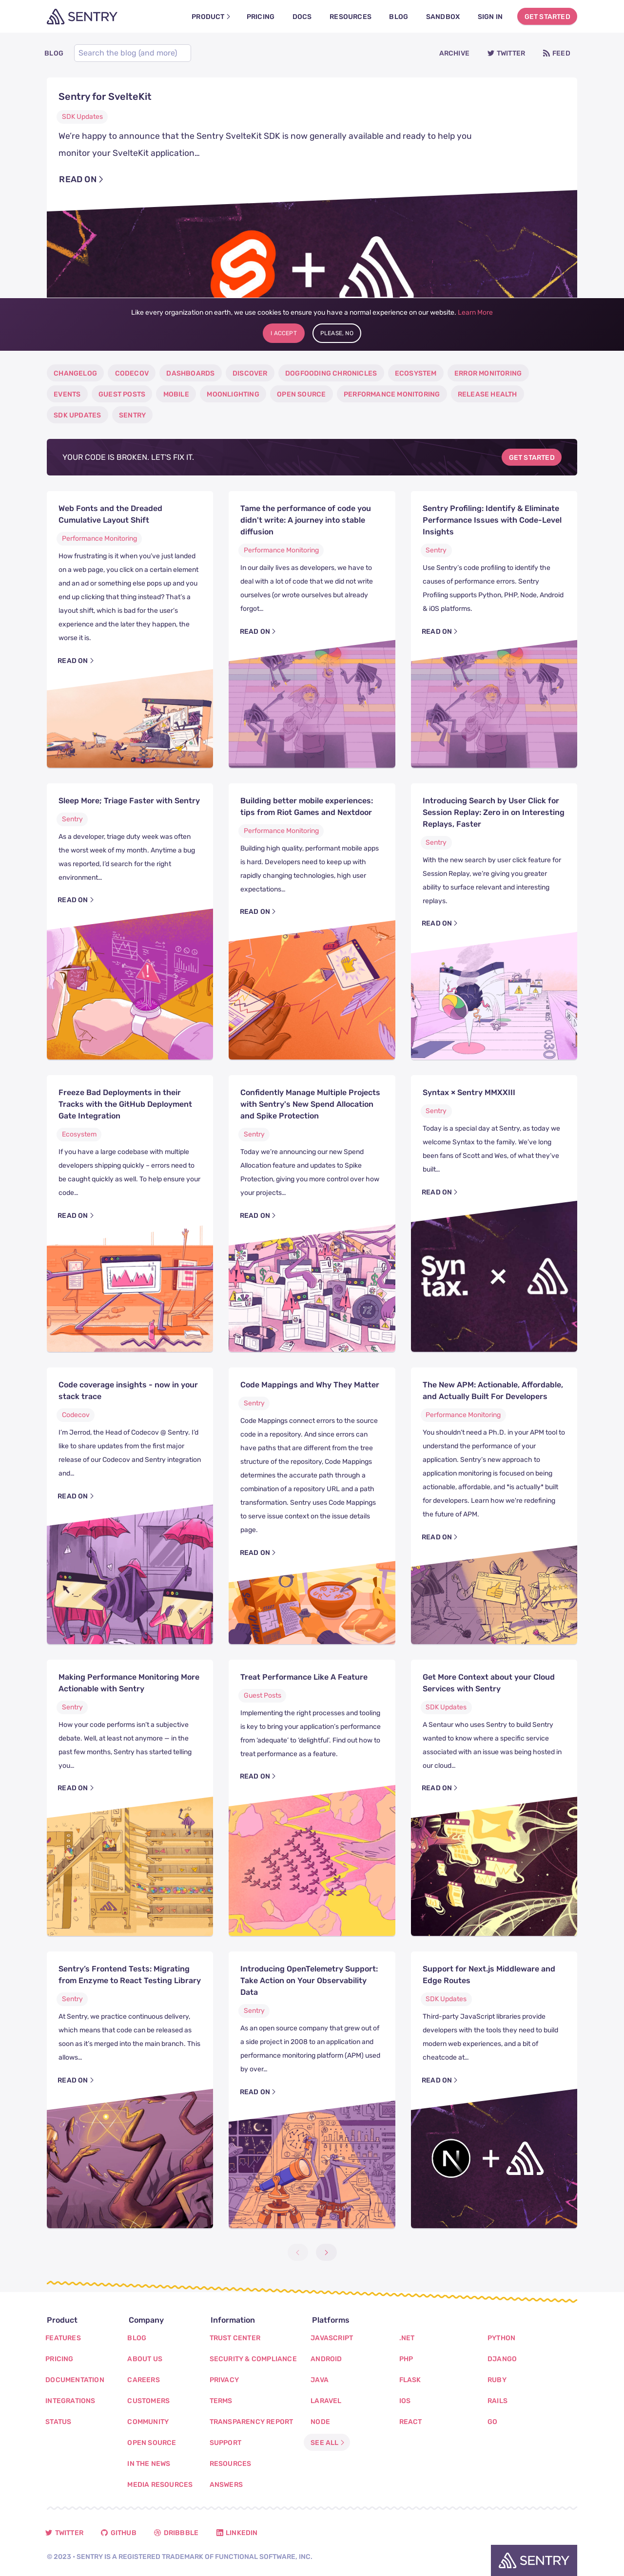 SENTRY
PRODUCT
PRICING
DOCS
RESOURCES
BLOG
SANDBOX
SIGN IN
GET STARTED
BLOG
Search the blog (and more)
ARCHIVE
TWITTER
FEED
Sentry for SvelteKit
SDK Updates
We're happy to announce that the Sentry SvelteKit SDK is now generally available and ready to help you
monitor your SvelteKit application…
READ ON
Like every organization on earth, we use cookies to ensure you have a normal experience on our website. Learn More
I ACCEPT
PLEASE, NO
CHANGELOG
CODECOV
DASHBOARDS
DISCOVER
DOGFOODING CHRONICLES
ECOSYSTEM
ERROR MONITORING
EVENTS
GUEST POSTS
MOBILE
MOONLIGHTING
OPEN SOURCE
PERFORMANCE MONITORING
RELEASE HEALTH
SDK UPDATES
SENTRY
YOUR CODE IS BROKEN. LET'S FIX IT.
GET STARTED
Web Fonts and the Dreaded
Cumulative Layout Shift
Performance Monitoring
How frustrating is it when you've just landed
on a web page, you click on a certain element
and an ad or something else pops up and you
end up clicking that thing instead? That's a
layout shift, which is bad for the user's
experience and the later they happen, the
worse it is.
READ ON
Tame the performance of code you
didn't write: A journey into stable
diffusion
Performance Monitoring
In our daily lives as developers, we have to
deal with a lot of code that we did not write
ourselves (or wrote ourselves but already
forgot…
READ ON
Sentry Profiling: Identify & Eliminate
Performance Issues with Code-Level
Insights
Sentry
Use Sentry's code profiling to identify the
causes of performance errors. Sentry
Profiling supports Python, PHP, Node, Android
& iOS platforms.
READ ON
Sleep More; Triage Faster with Sentry
Sentry
As a developer, triage duty week was often
the worst week of my month. Anytime a bug
was reported, I'd search for the right
environment…
READ ON
Building better mobile experiences:
tips from Riot Games and Nextdoor
Performance Monitoring
Building high quality, performant mobile apps
is hard. Developers need to keep up with
rapidly changing technologies, high user
expectations…
READ ON
Introducing Search by User Click for
Session Replay: Zero in on Interesting
Replays, Faster
Sentry
With the new search by user click feature for
Session Replay, we're giving you greater
ability to surface relevant and interesting
replays.
READ ON
00:30
Freeze Bad Deployments in their
Tracks with the GitHub Deployment
Gate Integration
Ecosystem
If you have a large codebase with multiple
developers shipping quickly – errors need to
be caught quickly as well. To help ensure your
code…
READ ON
Confidently Manage Multiple Projects
with Sentry's New Spend Allocation
and Spike Protection
Sentry
Today we're announcing our new Spend
Allocation feature and updates to Spike
Protection, giving you more control over how
your projects…
READ ON
Syntax × Sentry MMXXIII
Sentry
Today is a special day at Sentry, as today we
welcome Syntax to the family. We've long
been fans of Scott and Wes, of what they've
built…
READ ON
Syn
tax.
Code coverage insights – now in your
stack trace
Codecov
I'm Jerrod, the Head of Codecov @ Sentry. I'd
like to share updates from the first major
release of our Codecov and Sentry integration
and…
READ ON
Code Mappings and Why They Matter
Sentry
Code Mappings connect errors to the source
code in a repository. And since errors can
have paths that are different from the tree
structure of the repository, Code Mappings
determines the accurate path through a
combination of a repository URL and a path
transformation. Sentry uses Code Mappings
to serve issue context on the issue details
page.
READ ON
The New APM: Actionable, Affordable,
and Actually Built For Developers
Performance Monitoring
You shouldn't need a Ph.D. in your APM tool to
understand the performance of your
application. Sentry's new approach to
application monitoring is focused on being
actionable, affordable, and *is actually* built
for developers. Learn how we're redefining
the future of APM.
READ ON
Making Performance Monitoring More
Actionable with Sentry
Sentry
How your code performs isn't a subjective
debate. Well, at least not anymore — in the
past few months, Sentry has started telling
you…
READ ON
Treat Performance Like A Feature
Guest Posts
Implementing the right processes and tooling
is key to bring your application's performance
from 'adequate' to 'delightful'. Find out how to
treat performance as a feature.
READ ON
Get More Context about your Cloud
Services with Sentry
SDK Updates
A Sentaur who uses Sentry to build Sentry
wanted to know where a specific service
associated with an issue was being hosted in
our cloud…
READ ON
Sentry's Frontend Tests: Migrating
from Enzyme to React Testing Library
Sentry
At Sentry, we practice continuous delivery,
which means that code can be released as
soon as it's merged into the main branch. This
allows…
READ ON
Introducing OpenTelemetry Support:
Take Action on Your Observability
Data
Sentry
As an open source company that grew out of
a side project in 2008 to an application and
performance monitoring platform (APM) used
by over…
READ ON
Support for Next.js Middleware and
Edge Routes
SDK Updates
Third-party JavaScript libraries provide
developers with the tools they need to build
modern web experiences, and a bit of
cheatcode at…
READ ON
Product
FEATURES
PRICING
DOCUMENTATION
INTEGRATIONS
STATUS
Company
BLOG
ABOUT US
CAREERS
CUSTOMERS
COMMUNITY
OPEN SOURCE
IN THE NEWS
MEDIA RESOURCES
Information
TRUST CENTER
SECURITY & COMPLIANCE
PRIVACY
TERMS
TRANSPARENCY REPORT
SUPPORT
RESOURCES
ANSWERS
Platforms
JAVASCRIPT
ANDROID
JAVA
LARAVEL
NODE
SEE ALL
.NET
PHP
FLASK
IOS
REACT
PYTHON
DJANGO
RUBY
RAILS
GO
TWITTER
GITHUB
DRIBBBLE
LINKEDIN
© 2023 • SENTRY IS A REGISTERED TRADEMARK OF FUNCTIONAL SOFTWARE, INC.
SENTRY